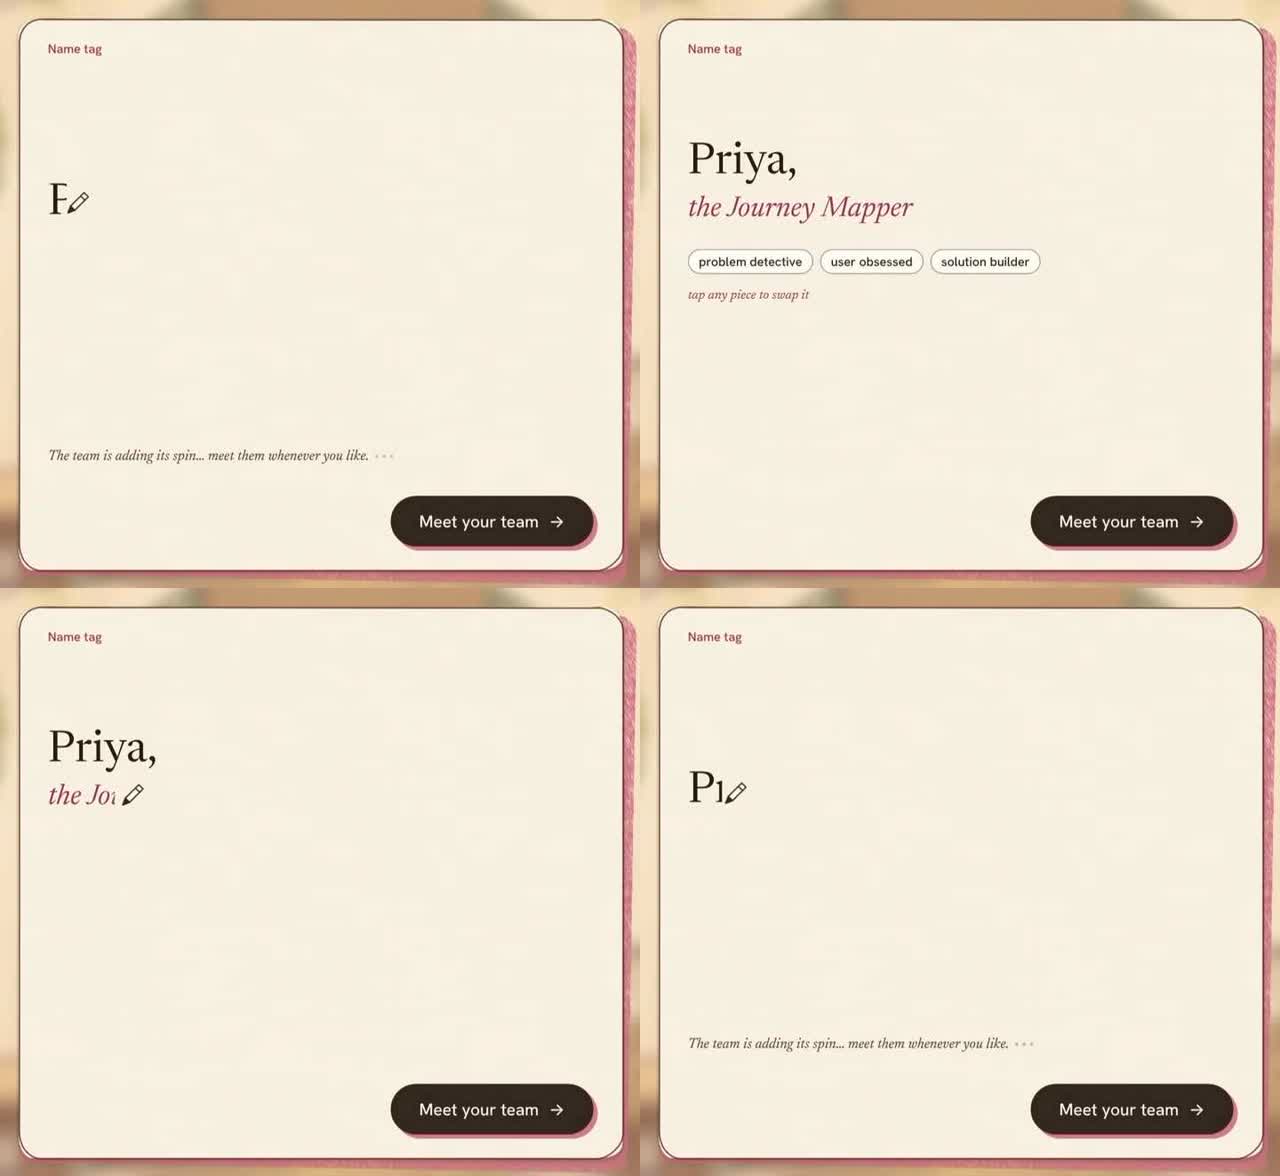 Name tag
F
The team is adding its spin... meet them whenever you like.
Meet your team →
Name tag
Priya,
the Journey Mapper
problem detective
user obsessed
solution builder
tap any piece to swap it
Meet your team →
Name tag
Priya,
the Jo
Meet your team →
Name tag
P
The team is adding its spin... meet them whenever you like.
Meet your team →